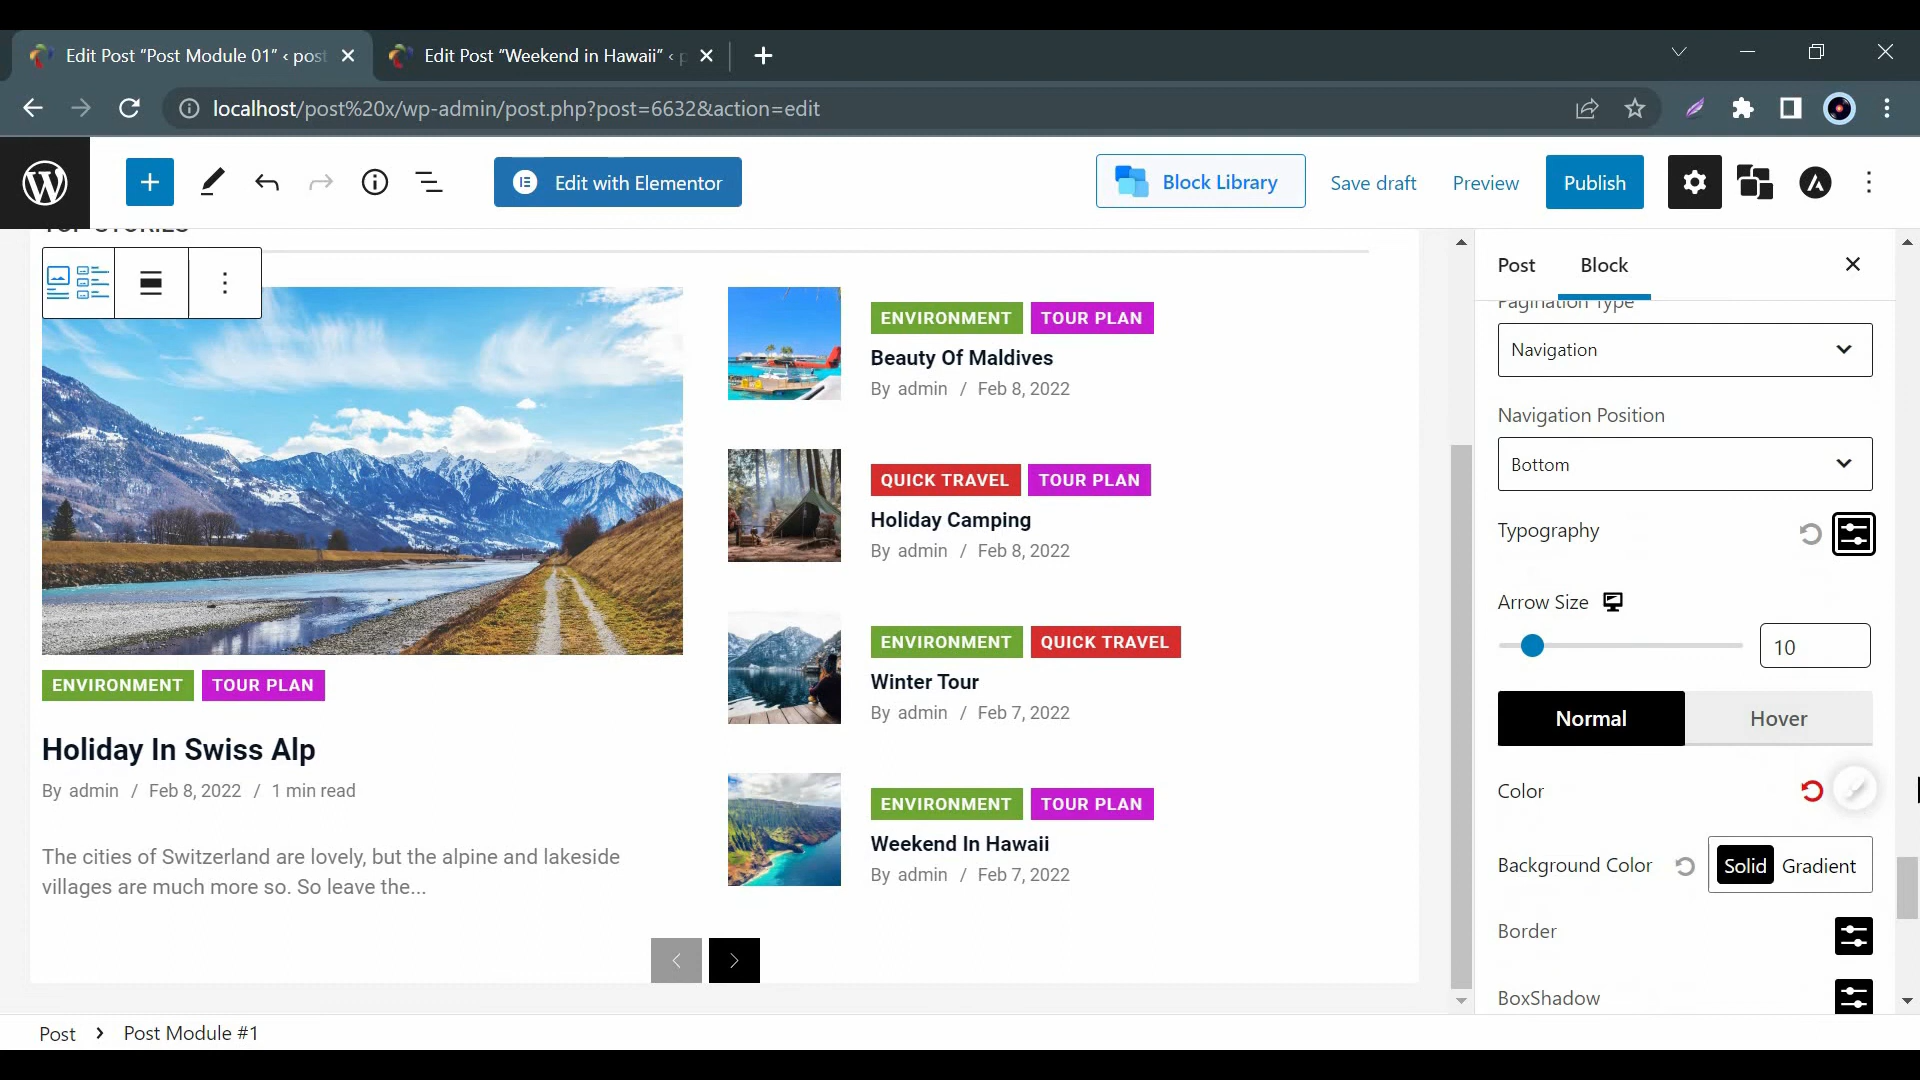 Edit Post “Post Module 01” ‹ post
Edit Post “Weekend in Hawaii” ‹ p
localhost/post%20x/wp-admin/post.php?post=6632&action=edit
Edit with Elementor
Block Library
Save draft
Preview
Publish
TOP STORIES
ENVIRONMENT TOUR PLAN
Holiday In Swiss Alp
By admin / Feb 8, 2022 / 1 min read
The cities of Switzerland are lovely, but the alpine and lakeside
villages are much more so. So leave the...
ENVIRONMENT TOUR PLAN
Beauty Of Maldives
By admin / Feb 8, 2022
QUICK TRAVEL TOUR PLAN
Holiday Camping
By admin / Feb 8, 2022
ENVIRONMENT QUICK TRAVEL
Winter Tour
By admin / Feb 7, 2022
ENVIRONMENT TOUR PLAN
Weekend In Hawaii
By admin / Feb 7, 2022
Post Block
Pagination Type
Navigation
Navigation Position
Bottom
Typography
Arrow Size
10
Normal Hover
Color
Background Color Solid Gradient
Border
BoxShadow
Post > Post Module #1